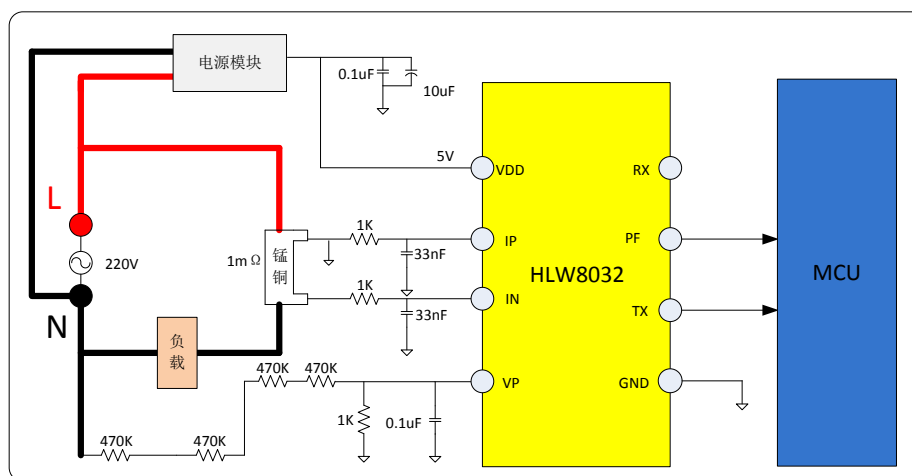 电源模块
0.1uF
10uF
5V
VDD
RX
L
220V
1mΩ
锰
铜
1K
33nF
IP
PF
HLW8032
MCU
1K
33nF
IN
TX
N
负
载
470K
470K
VP
GND
1K
0.1uF
470K
470K